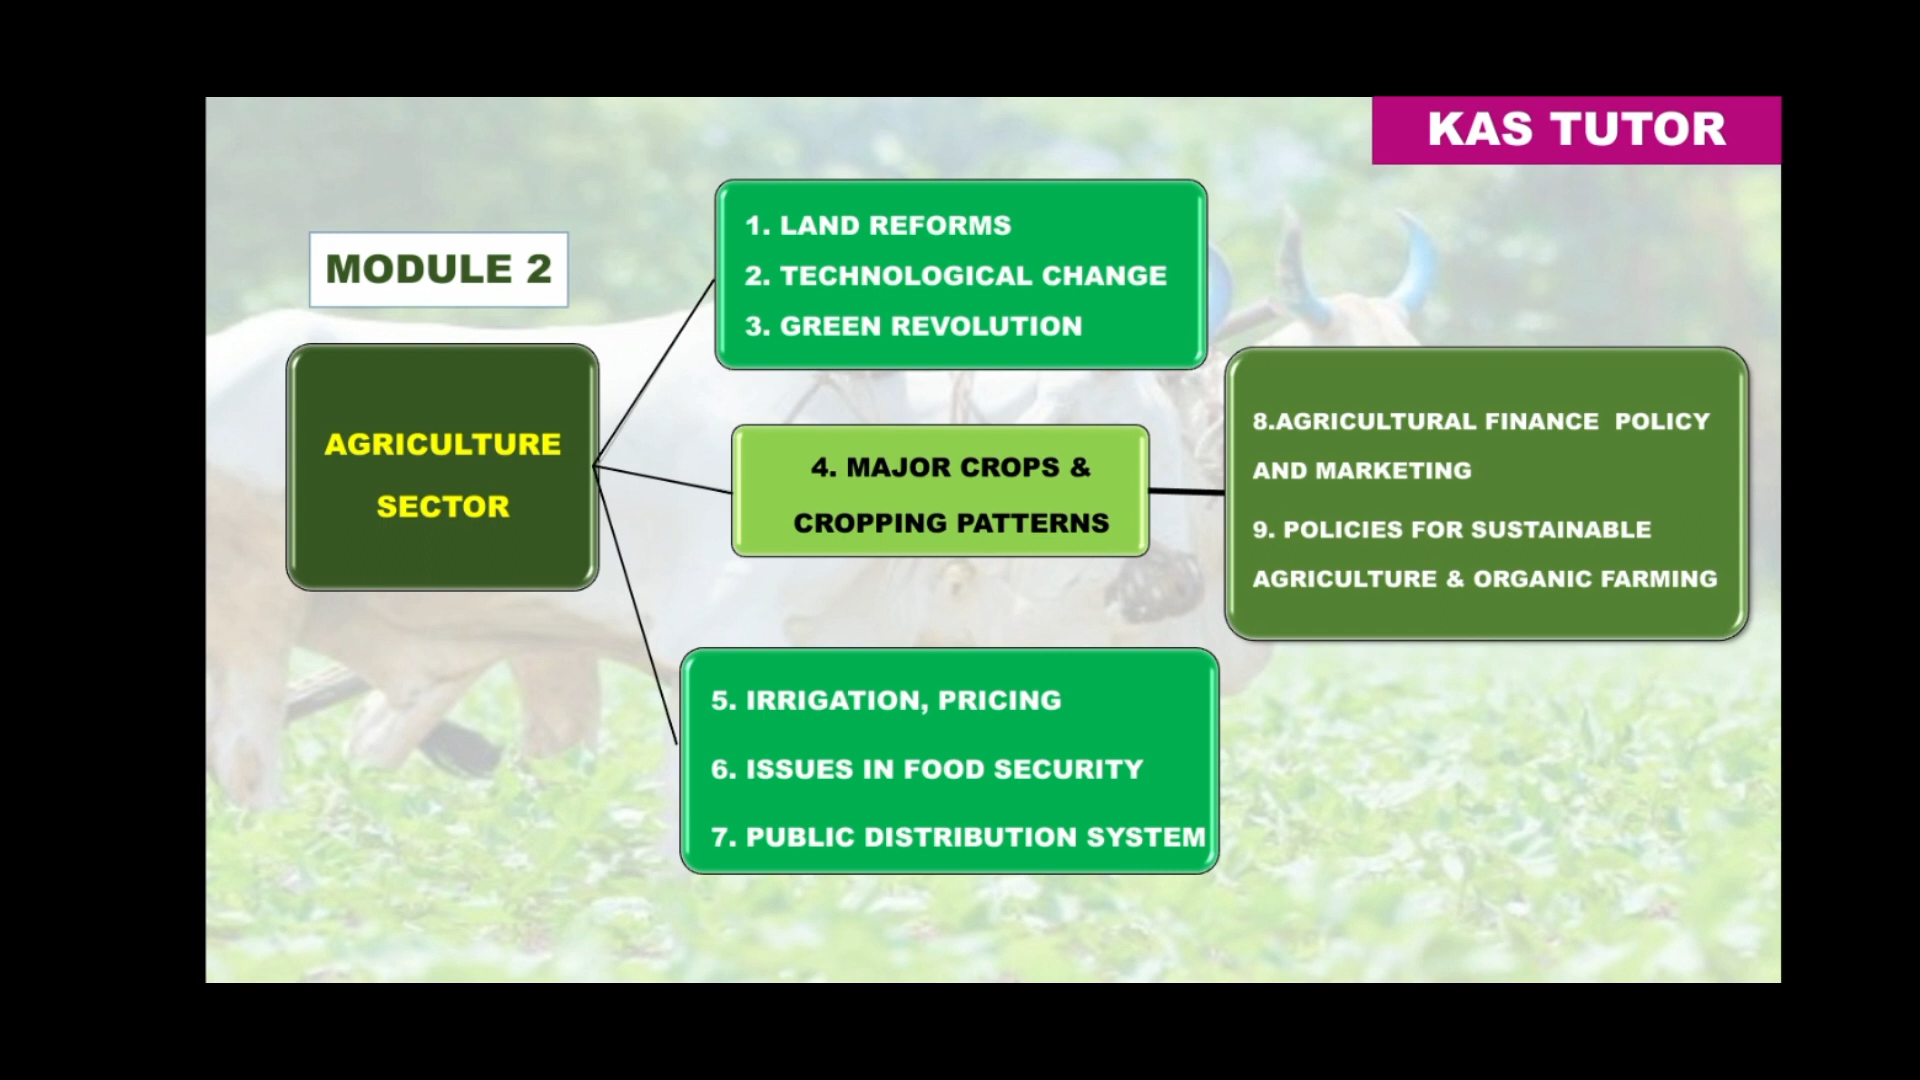 KAS TUTOR
MODULE 2
AGRICULTURE
SECTOR
1. LAND REFORMS
2. TECHNOLOGICAL CHANGE
3. GREEN REVOLUTION
4. MAJOR CROPS &
CROPPING PATTERNS
5. IRRIGATION, PRICING
6. ISSUES IN FOOD SECURITY
7. PUBLIC DISTRIBUTION SYSTEM
8.AGRICULTURAL FINANCE  POLICY
AND MARKETING
9. POLICIES FOR SUSTAINABLE
AGRICULTURE & ORGANIC FARMING